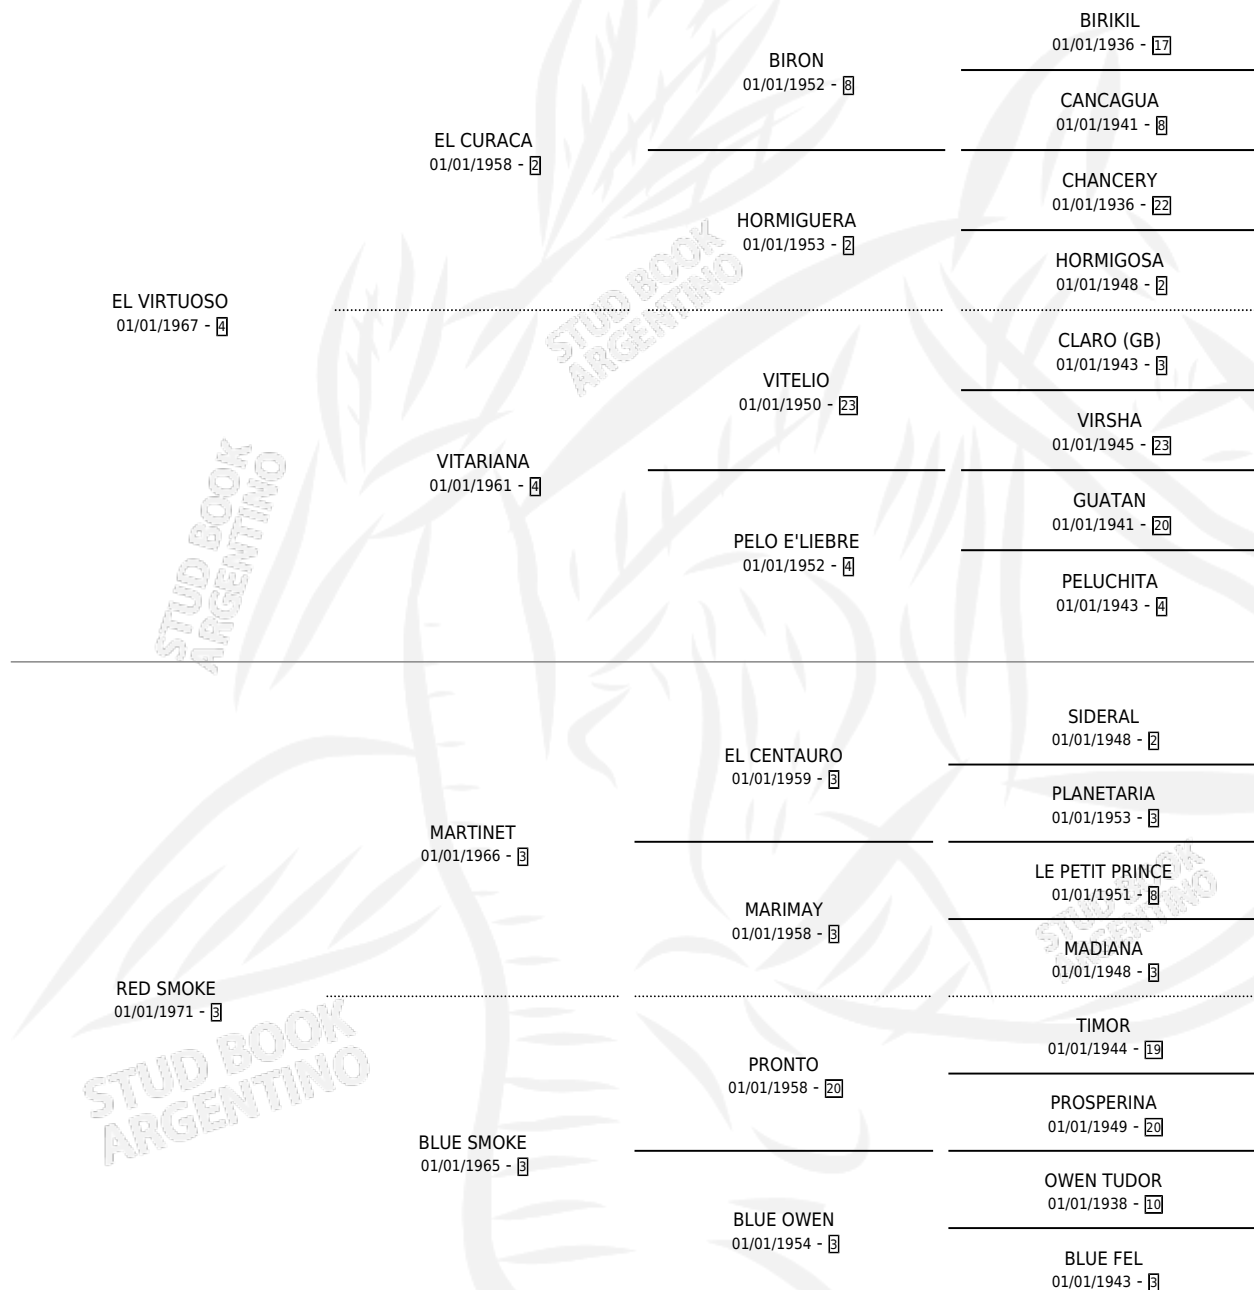 BIRIKIL
01/01/1936 - 17
BIRON
01/01/1952 - 8
CANCAGUA
01/01/1941 - 8
EL CURACA
01/01/1958 - 2
CHANCERY
01/01/1936 - 22
HORMIGUERA
01/01/1953 - 2
HORMIGOSA
01/01/1948 - 2
EL VIRTUOSO
01/01/1967 - 4
CLARO (GB)
01/01/1943 - 3
VITELIO
01/01/1950 - 23
VIRSHA
01/01/1945 - 23
VITARIANA
01/01/1961 - 4
GUATAN
01/01/1941 - 20
PELO E'LIEBRE
01/01/1952 - 4
PELUCHITA
01/01/1943 - 4
SIDERAL
01/01/1948 - 2
EL CENTAURO
01/01/1959 - 3
PLANETARIA
01/01/1953 - 3
MARTINET
01/01/1966 - 3
LE PETIT PRINCE
01/01/1951 - 8
MARIMAY
01/01/1958 - 3
MADIANA
01/01/1948 - 3
RED SMOKE
01/01/1971 - 3
TIMOR
01/01/1944 - 19
PRONTO
01/01/1958 - 20
PROSPERINA
01/01/1949 - 20
BLUE SMOKE
01/01/1965 - 3
OWEN TUDOR
01/01/1938 - 10
BLUE OWEN
01/01/1954 - 3
BLUE FEL
01/01/1943 - 3
STUD BOOK
ARGENTINO
STUD BOOK
ARGENTINO
STUD BOOK
ARGENTINO
STUD BOOK
ARGENTINO